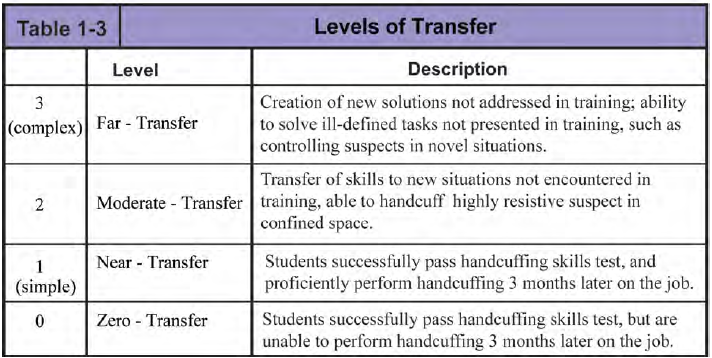 Table 1-3 Levels of Transfer
Level Description
3
(complex)
Far - Transfer
Creation of new solutions not addressed in training; ability
to solve ill-defined tasks not presented in training, such as
controlling suspects in novel situations.
2
Moderate - Transfer
Transfer of skills to new situations not encountered in
training, able to handcuff highly resistive suspect in
confined space.
1
(simple)
Near - Transfer
Students successfully pass handcuffing skills test, and
proficiently perform handcuffing 3 months later on the job.
0
Zero - Transfer
Students successfully pass handcuffing skills test, but are
unable to perform handcuffing 3 months later on the job.